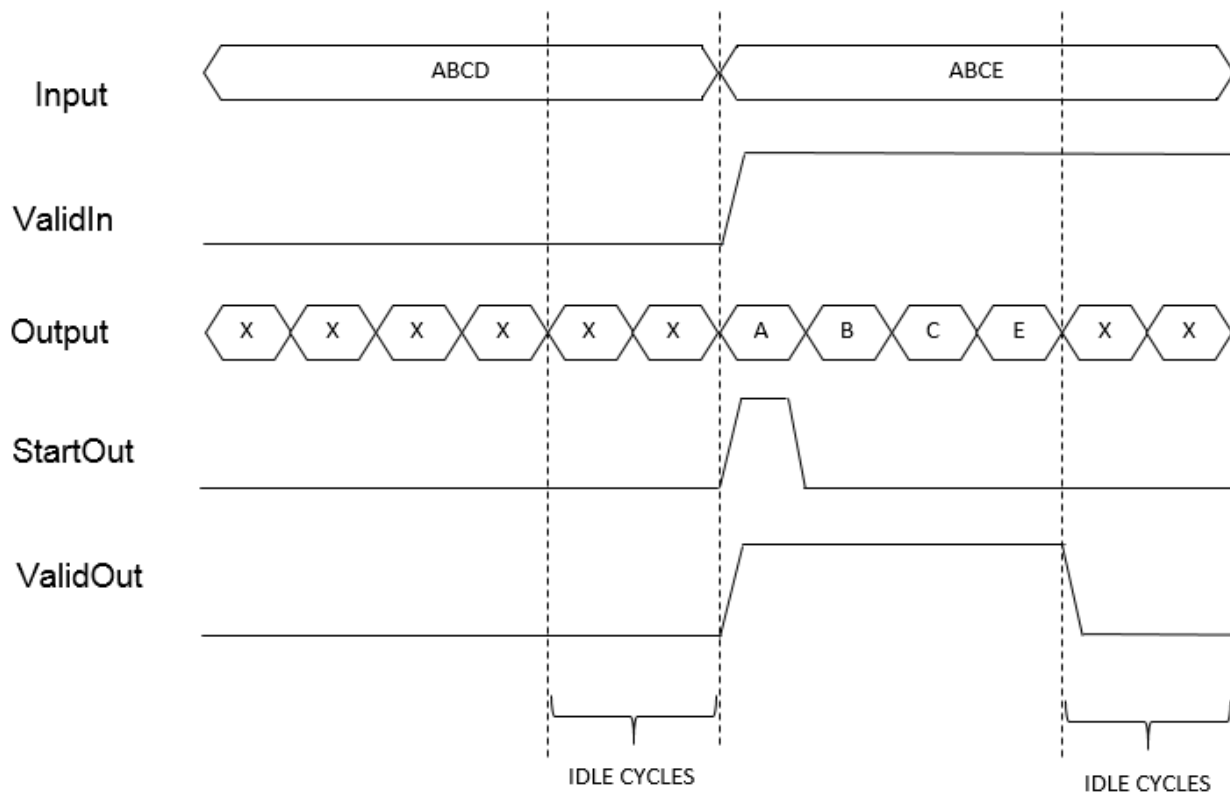 Input ABCD ABCE
ValidIn
Output X X X X X X A B C E X X
StartOut
ValidOut
IDLE CYCLES IDLE CYCLES